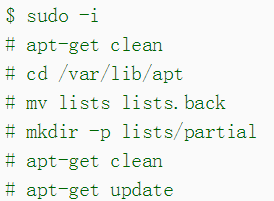 $ sudo -i
# apt-get clean
# cd /var/lib/apt
# mv lists lists.back
# mkdir -p lists/partial
# apt-get clean
# apt-get update